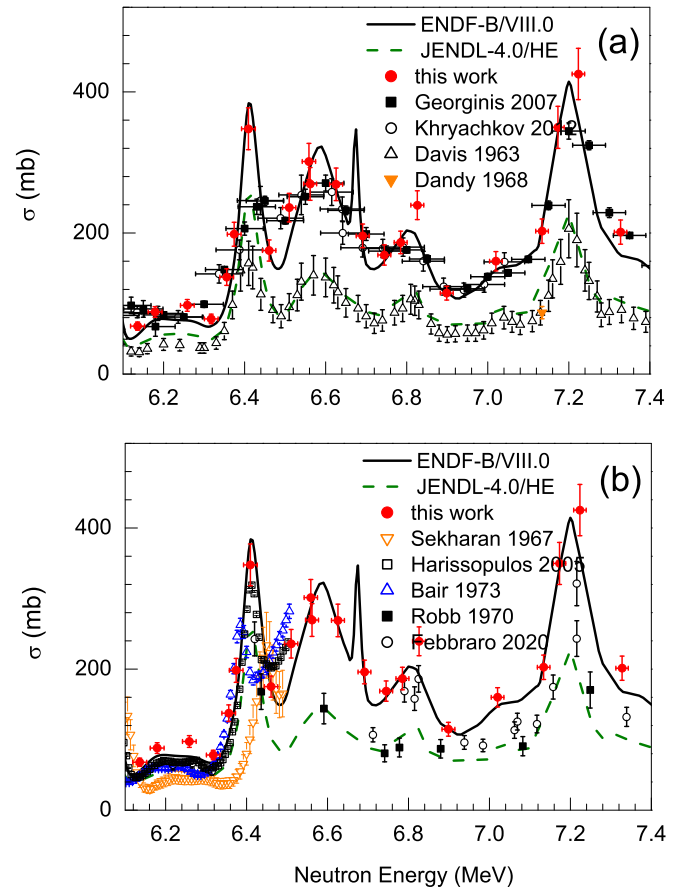 (a)
ENDF-B/VIII.0
JENDL-4.0/HE
this work
Georginis 2007
Khryachkov 2012
Davis 1963
Dandy 1968
σ (mb)
400
200
0
6.2 6.4 6.6 6.8 7.0 7.2 7.4
(b)
ENDF-B/VIII.0
JENDL-4.0/HE
this work
Sekharan 1967
Harissopulos 2005
Bair 1973
Robb 1970
Febbraro 2020
σ (mb)
400
200
0
6.2 6.4 6.6 6.8 7.0 7.2 7.4
Neutron Energy (MeV)